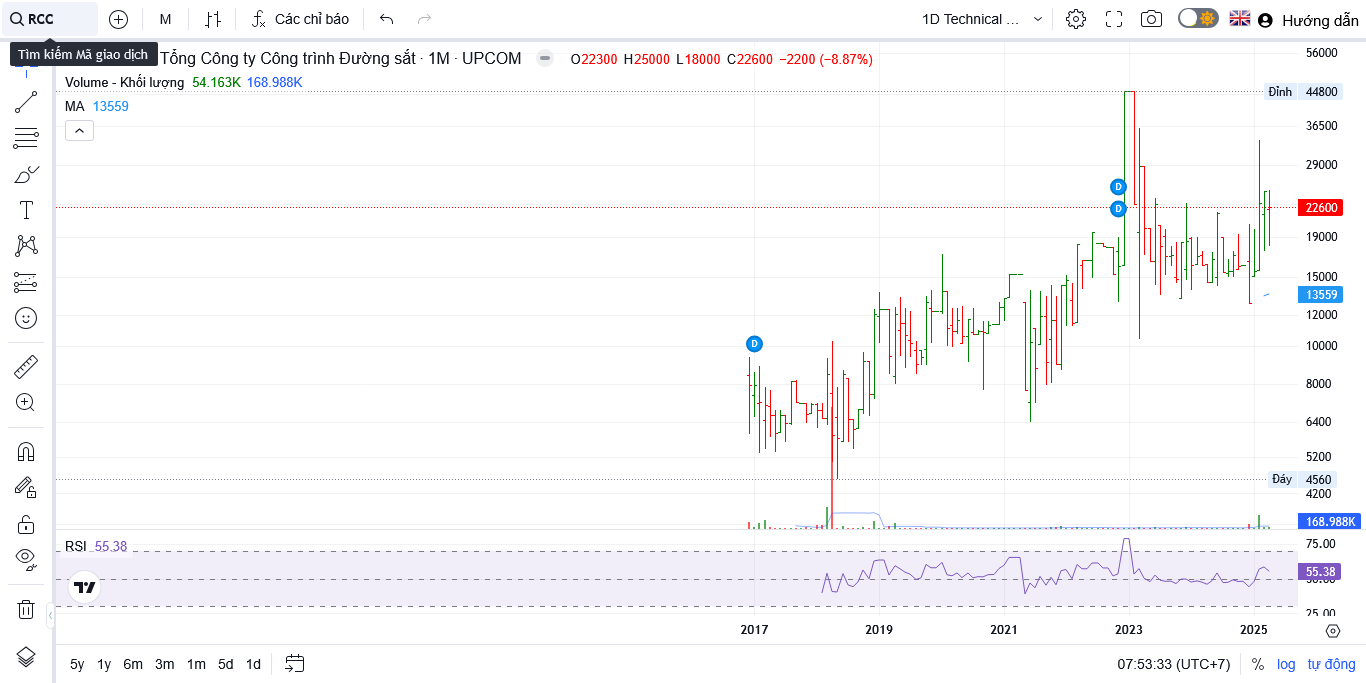 RCC
M
Các chỉ báo
1D Technical ...
Hướng dẫn
Tìm kiếm Mã giao dịch
Tổng Công ty Công trình Đường sắt · 1M · UPCOM
O22300 H25000 L18000 C22600 −2200 (−8.87%)
Volume - Khối lượng 54.163K 168.988K
MA 13559
56000
Đỉnh 44800
36500
29000
D
D
22600
19000
15000
13559
12000
D
10000
8000
6400
5200
Đáy 4560
4200
168.988K
RSI 55.38
75.00
55.38
25.00
2017 2019 2021 2023 2025
5y 1y 6m 3m 1m 5d 1d
07:53:33 (UTC+7)
% log tự động